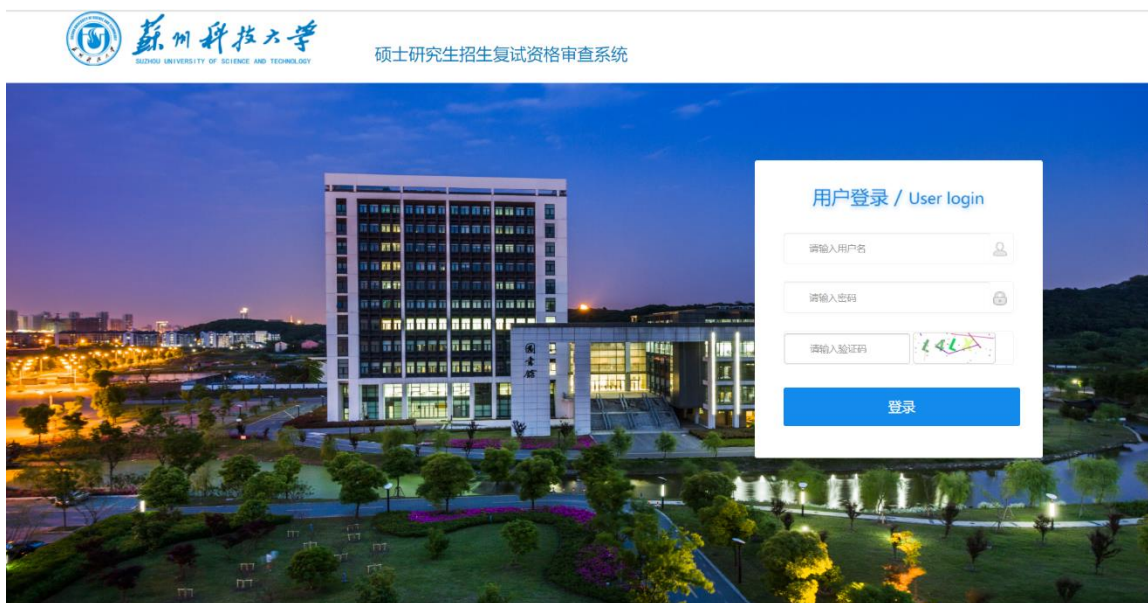 蘇州科技大学
SUZHOU UNIVERSITY OF SCIENCE AND TECHNOLOGY
硕士研究生招生复试资格审查系统
用户登录 / User login
请输入用户名
请输入密码
请输入验证码
登录
图书馆